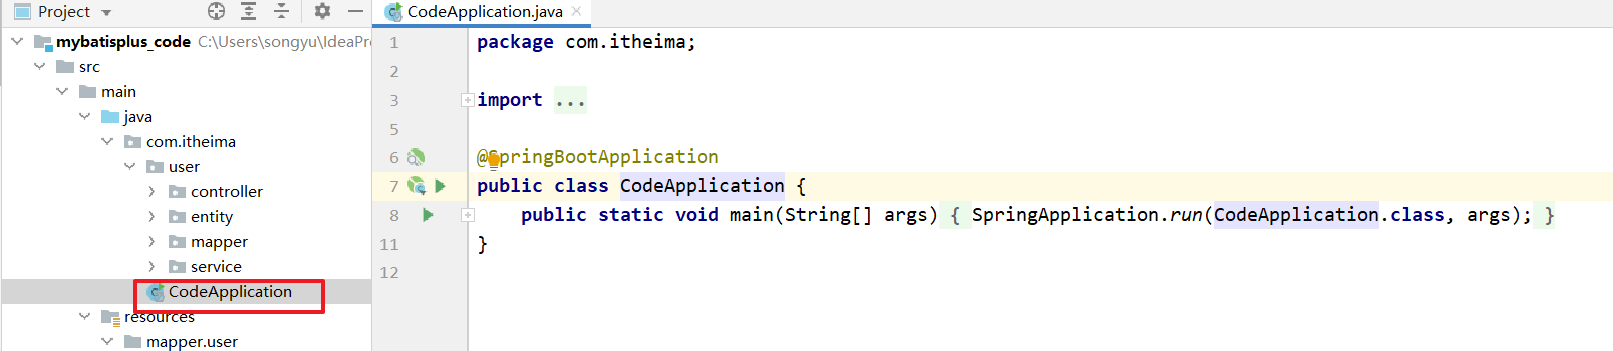 Project
CodeApplication.java
mybatisplus_code C:\Users\songyu\IdeaPro
src
main
java
com.itheima
user
controller
entity
mapper
service
CodeApplication
resources
mapper.user
1 package com.itheima;
2
3 import ...
5
6 @SpringBootApplication
7 public class CodeApplication {
8 public static void main(String[] args) { SpringApplication.run(CodeApplication.class, args); }
11 }
12